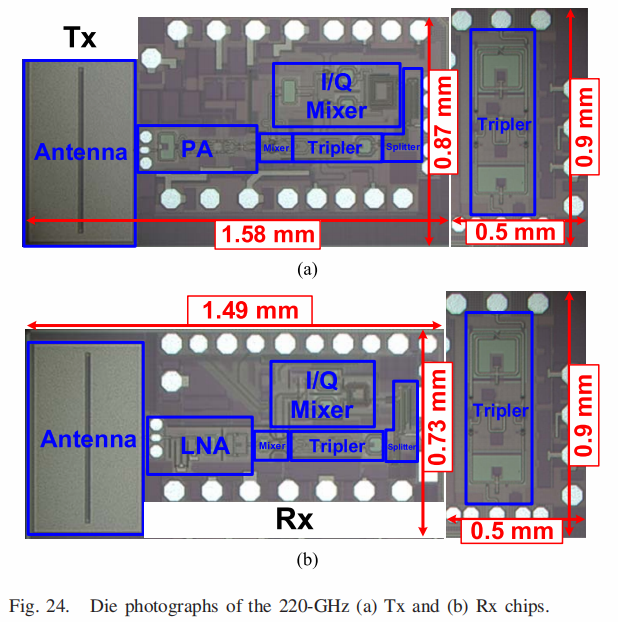 Tx
Antenna
PA
I/Q
Mixer
Mixer
Tripler
Splitter
0.87 mm
1.58 mm
Tripler
0.9 mm
0.5 mm
(a)
1.49 mm
Antenna
LNA
I/Q
Mixer
Mixer
Tripler
Splitter
0.73 mm
Rx
Tripler
0.9 mm
0.5 mm
(b)
Fig. 24. Die photographs of the 220-GHz (a) Tx and (b) Rx chips.